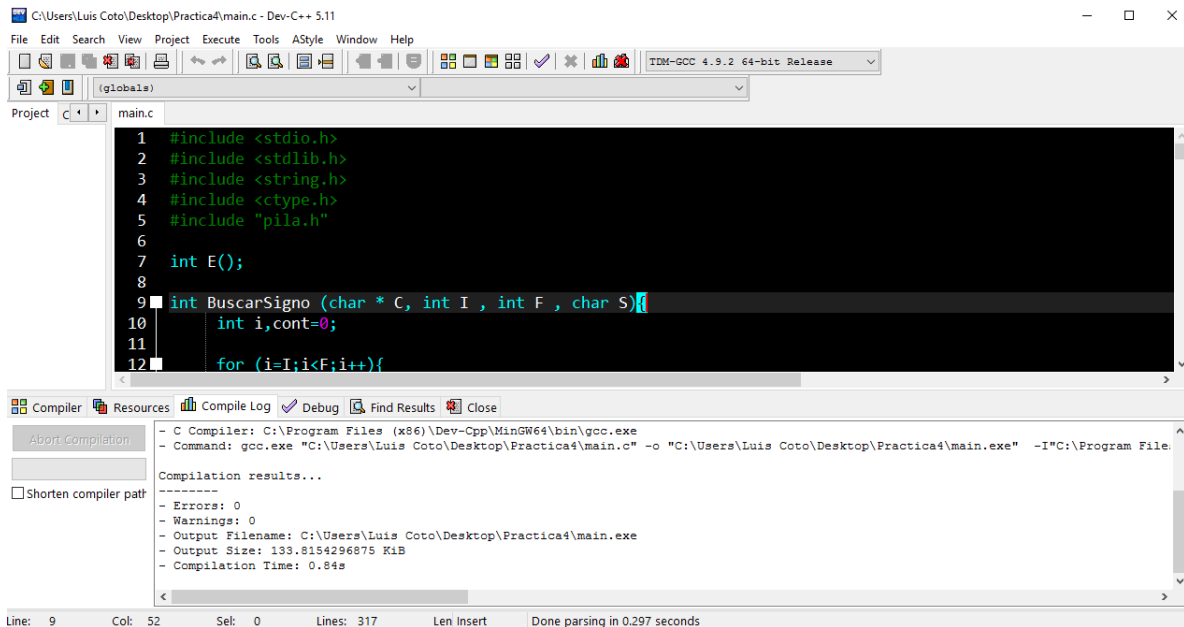 C:\Users\Luis Coto\Desktop\Practica4\main.c - Dev-C++ 5.11
File Edit Search View Project Execute Tools AStyle Window Help
TDM-GCC 4.9.2 64-bit Release
(globals)
Project C main.c
1 #include <stdio.h>
2 #include <stdlib.h>
3 #include <string.h>
4 #include <ctype.h>
5 #include "pila.h"
6
7 int E();
8
9 int BuscarSigno (char * C, int I , int F , char S){
10 int i,cont=0;
11
12 for (i=I;i<F;i++){
Compiler Resources Compile Log Debug Find Results Close
Abort Compilation
Shorten compiler path
- C Compiler: C:\Program Files (x86)\Dev-Cpp\MinGW64\bin\gcc.exe
- Command: gcc.exe "C:\Users\Luis Coto\Desktop\Practica4\main.c" -o "C:\Users\Luis Coto\Desktop\Practica4\main.exe" -I"C:\Program File
Compilation results...
--------
- Errors: 0
- Warnings: 0
- Output Filename: C:\Users\Luis Coto\Desktop\Practica4\main.exe
- Output Size: 133.8154296875 KiB
- Compilation Time: 0.84s
Line: 9 Col: 52 Sel: 0 Lines: 317 Len Insert Done parsing in 0.297 seconds